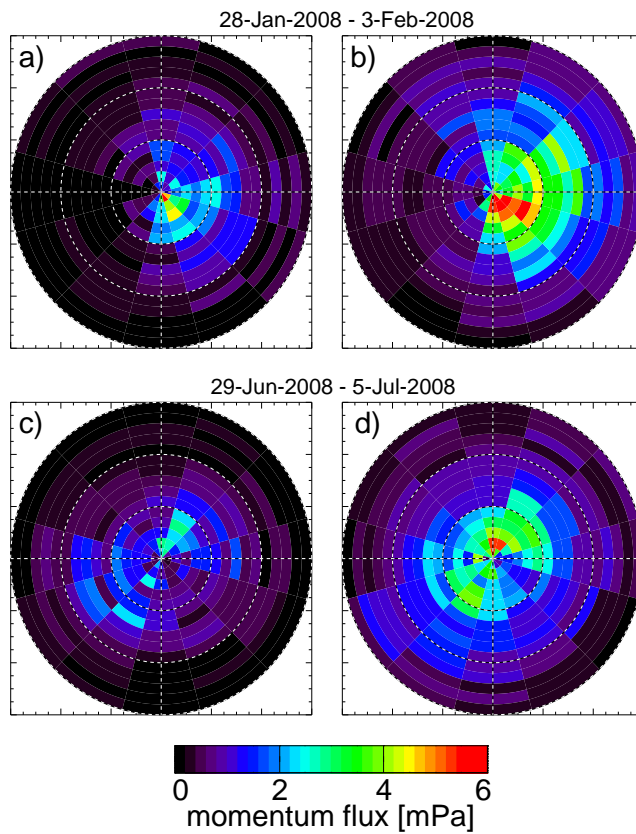 28-Jan-2008 - 3-Feb-2008
a) b)
29-Jun-2008 - 5-Jul-2008
c) d)
0 2 4 6
momentum flux [mPa]